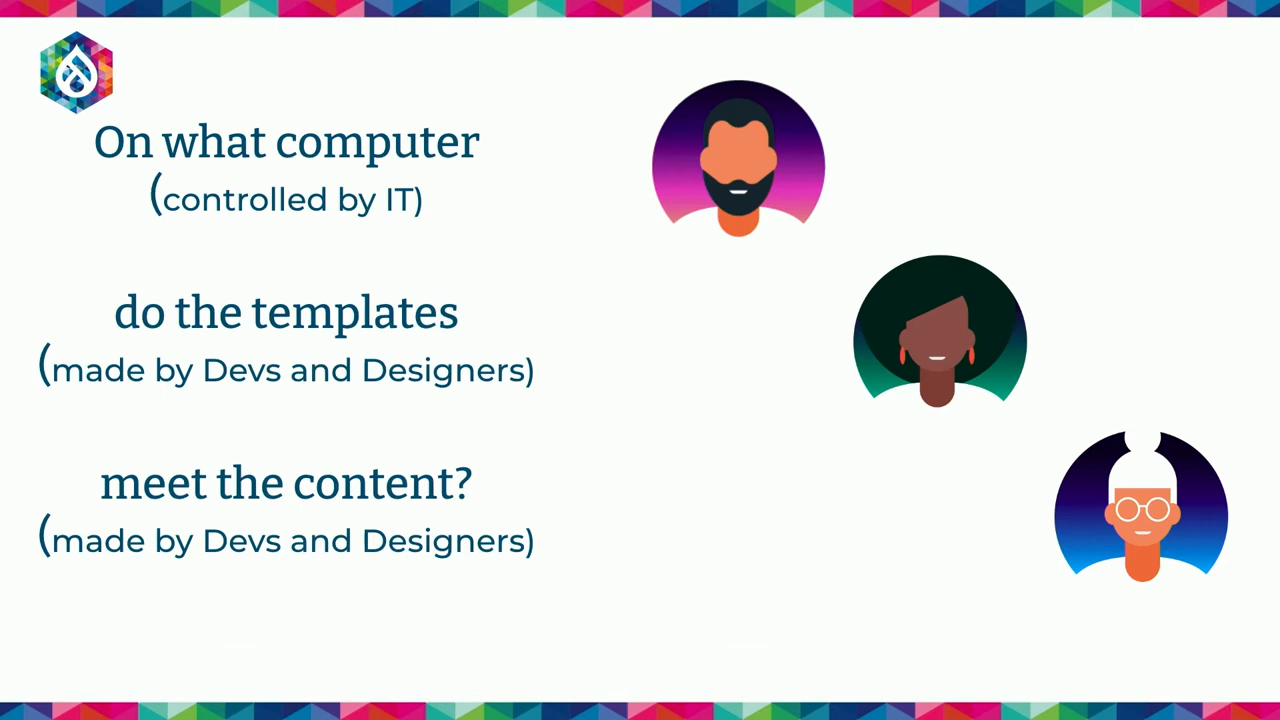 On what computer
(controlled by IT)
do the templates
(made by Devs and Designers)
meet the content?
(made by Devs and Designers)